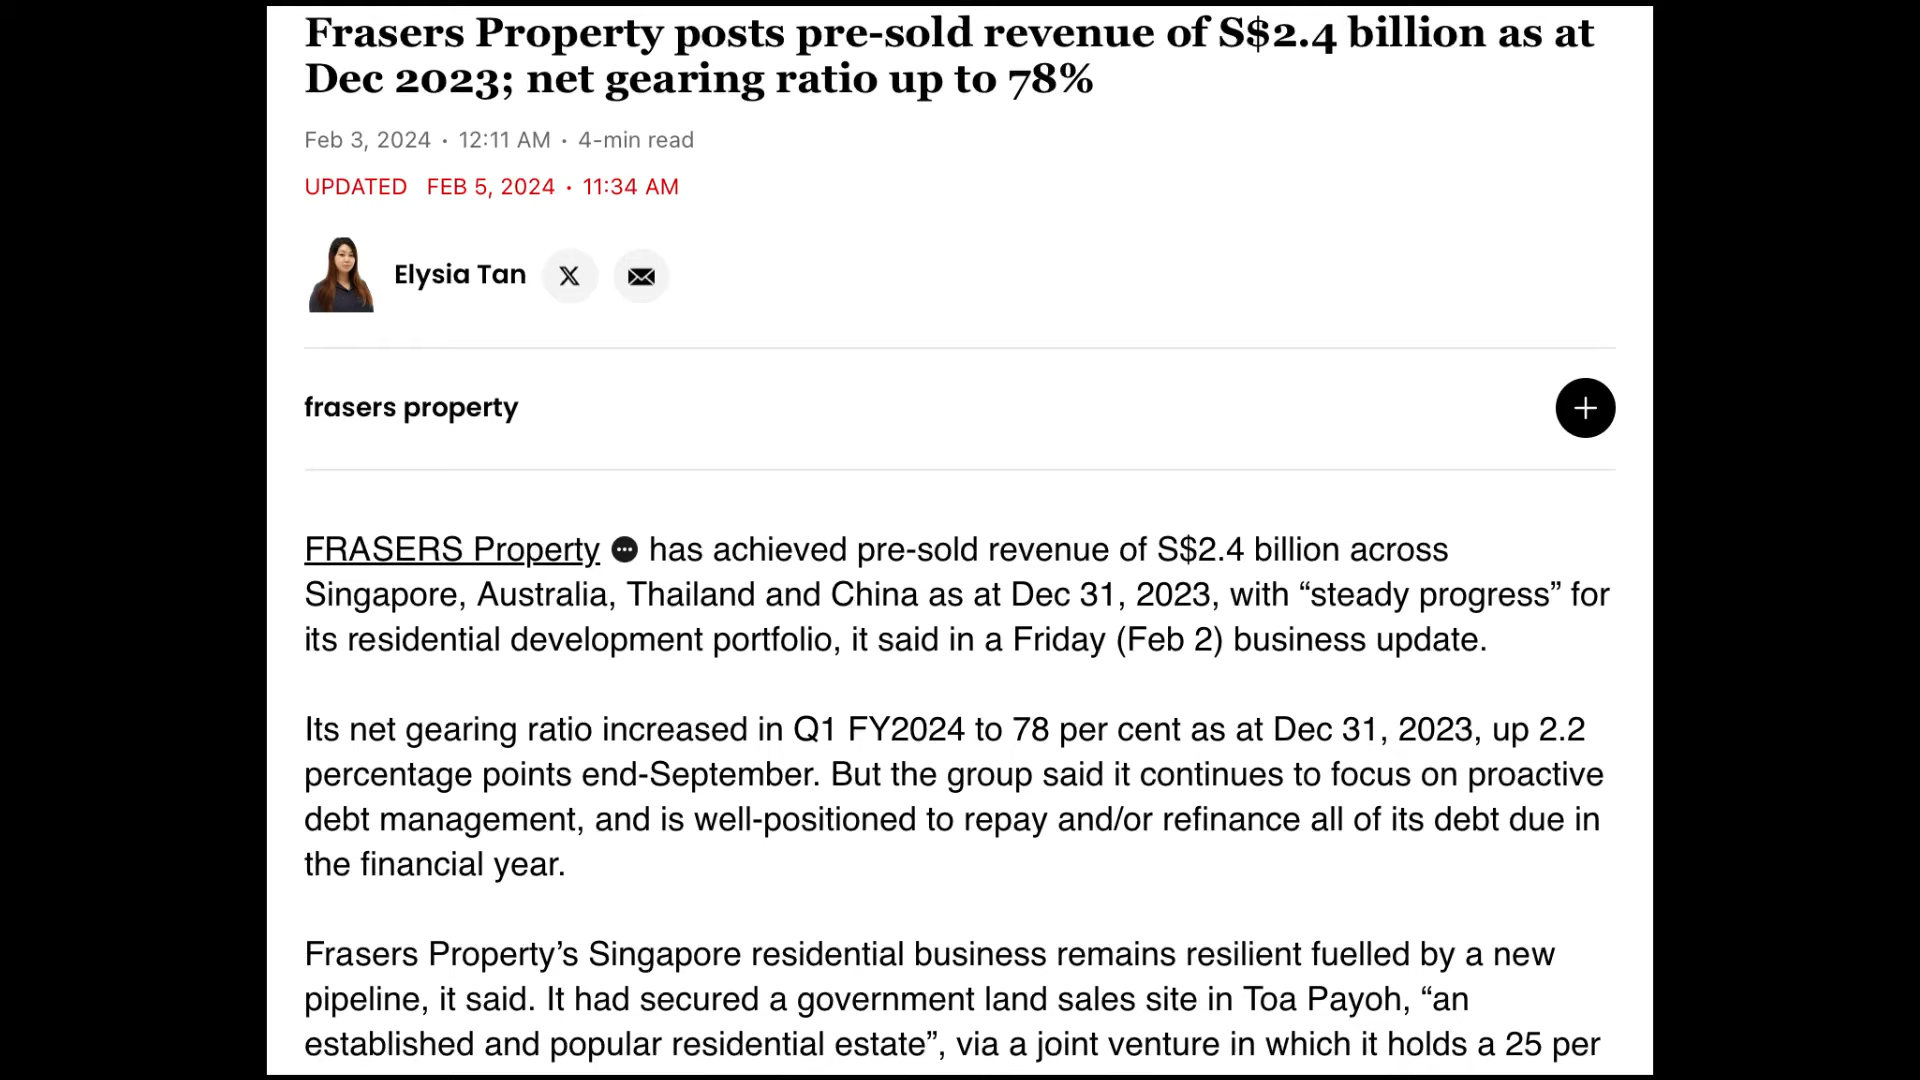 Frasers Property posts pre-sold revenue of S$2.4 billion as at
Dec 2023; net gearing ratio up to 78%
Feb 3, 2024 · 12:11 AM · 4-min read
UPDATED FEB 5, 2024 · 11:34 AM
Elysia Tan
frasers property
FRASERS Property has achieved pre-sold revenue of S$2.4 billion across
Singapore, Australia, Thailand and China as at Dec 31, 2023, with “steady progress” for
its residential development portfolio, it said in a Friday (Feb 2) business update.
Its net gearing ratio increased in Q1 FY2024 to 78 per cent as at Dec 31, 2023, up 2.2
percentage points end-September. But the group said it continues to focus on proactive
debt management, and is well-positioned to repay and/or refinance all of its debt due in
the financial year.
Frasers Property’s Singapore residential business remains resilient fuelled by a new
pipeline, it said. It had secured a government land sales site in Toa Payoh, “an
established and popular residential estate”, via a joint venture in which it holds a 25 per